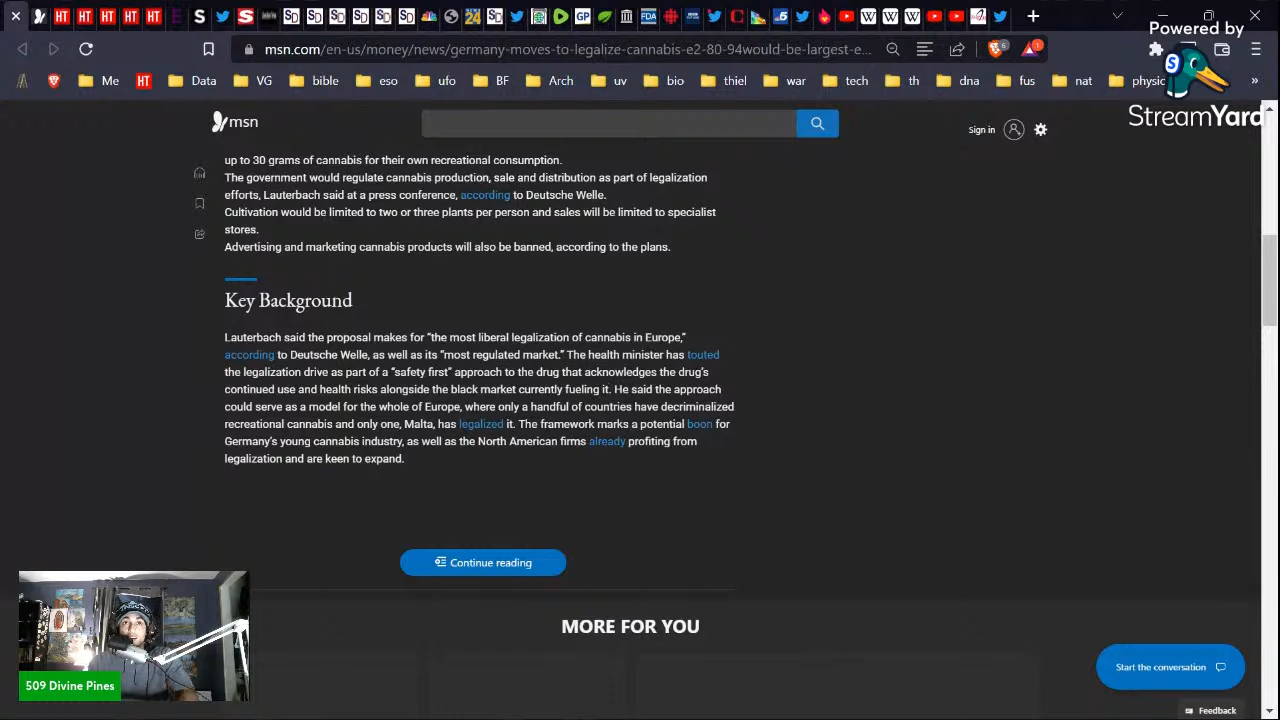 Powered by
StreamYard
msn.com/en-us/money/news/germany-moves-to-legalize-cannabis-e2-80-94would-be-largest-e...
6
1
Me
HT
Data
VG
bible
eso
ufo
BF
Arch
uv
bio
thie!
war
tech
th
dna
fus
nat
physic
»
msn
Sign in
up to 30 grams of cannabis for their own recreational consumption.
The government would regulate cannabis production, sale and distribution as part of legalization
efforts, Lauterbach said at a press conference, according to Deutsche Welle.
Cultivation would be limited to two or three plants per person and sales will be limited to specialist
stores.
Advertising and marketing cannabis products will also be banned, according to the plans.
Key Background
Lauterbach said the proposal makes for “the most liberal legalization of cannabis in Europe,”
according to Deutsche Welle, as well as its “most regulated market.” The health minister has touted
the legalization drive as part of a “safety first” approach to the drug that acknowledges the drug’s
continued use and health risks alongside the black market currently fueling it. He said the approach
could serve as a model for the whole of Europe, where only a handful of countries have decriminalized
recreational cannabis and only one, Malta, has legalized it. The framework marks a potential boon for
Germany’s young cannabis industry, as well as the North American firms already profiting from
legalization and are keen to expand.
Continue reading
MORE FOR YOU
Start the conversation
Feedback
509 Divine Pines